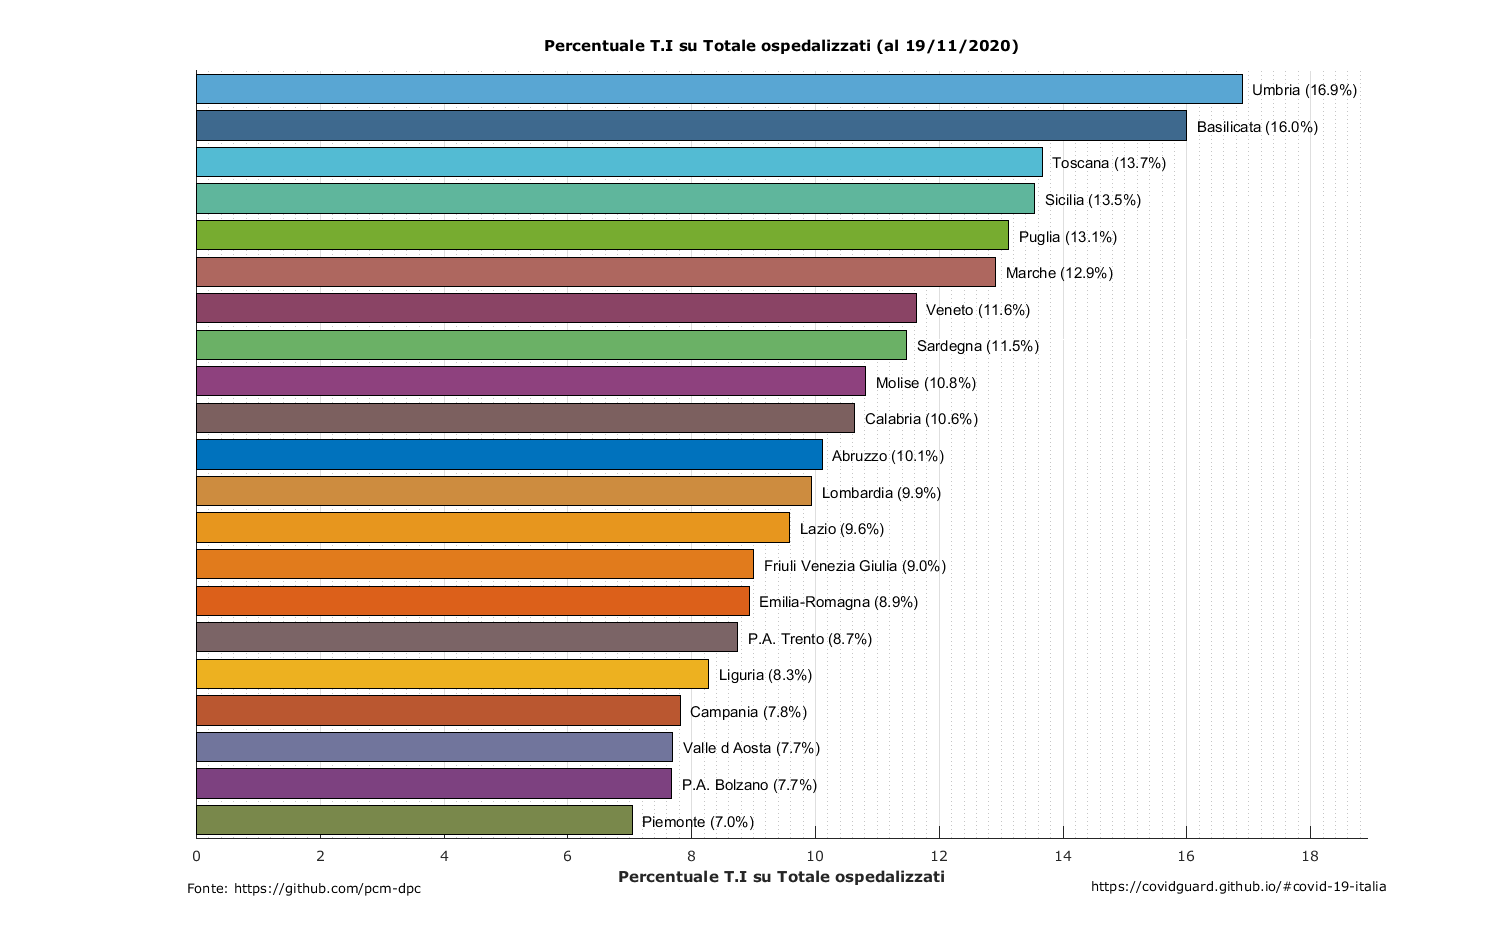 Percentuale T.I su Totale ospedalizzati (al 19/11/2020)
Umbria (16.9%)
Basilicata (16.0%)
Toscana (13.7%)
Sicilia (13.5%)
Puglia (13.1%)
Marche (12.9%)
Veneto (11.6%)
Sardegna (11.5%)
Molise (10.8%)
Calabria (10.6%)
Abruzzo (10.1%)
Lombardia (9.9%)
Lazio (9.6%)
Friuli Venezia Giulia (9.0%)
Emilia-Romagna (8.9%)
P.A. Trento (8.7%)
Liguria (8.3%)
Campania (7.8%)
Valle d Aosta (7.7%)
P.A. Bolzano (7.7%)
Piemonte (7.0%)
0 2 4 6 8 10 12 14 16 18
Percentuale T.I su Totale ospedalizzati
Fonte: https://github.com/pcm-dpc
https://covidguard.github.io/#covid-19-italia